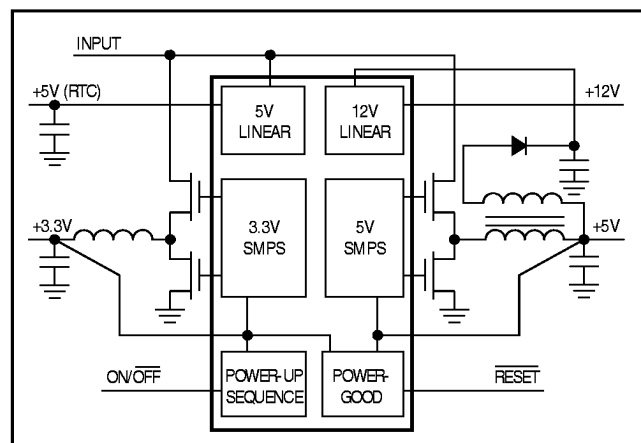 INPUT
+5V (RTC)
5V
LINEAR
12V
LINEAR
+12V
+3.3V
3.3V
SMPS
5V
SMPS
+5V
ON/OFF
POWER-UP
SEQUENCE
POWER-
GOOD
RESET